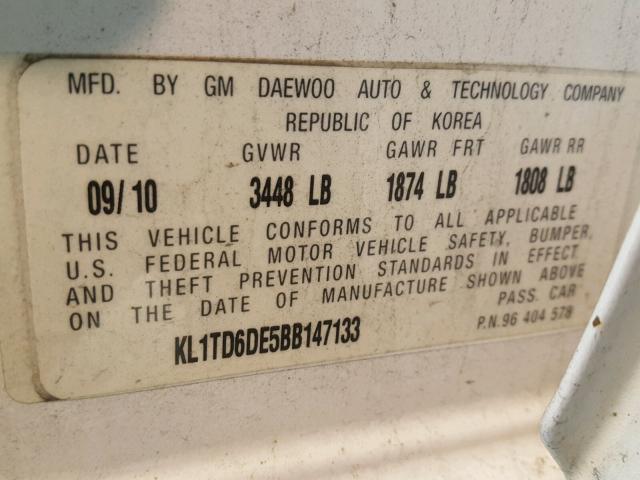 MFD. BY GM DAEWOO AUTO & TECHNOLOGY COMPANY
REPUBLIC OF KOREA
DATE GVWR GAWR FRT GAWR RR
09/10 3448 LB 1874 LB 1808 LB
THIS VEHICLE CONFORMS TO ALL APPLICABLE
U.S. FEDERAL MOTOR VEHICLE SAFETY, BUMPER,
AND THEFT PREVENTION STANDARDS IN EFFECT
ON THE DATE OF MANUFACTURE SHOWN ABOVE
PASS. CAR
KL1TD6DE5BB147133 P.N. 96 404 578